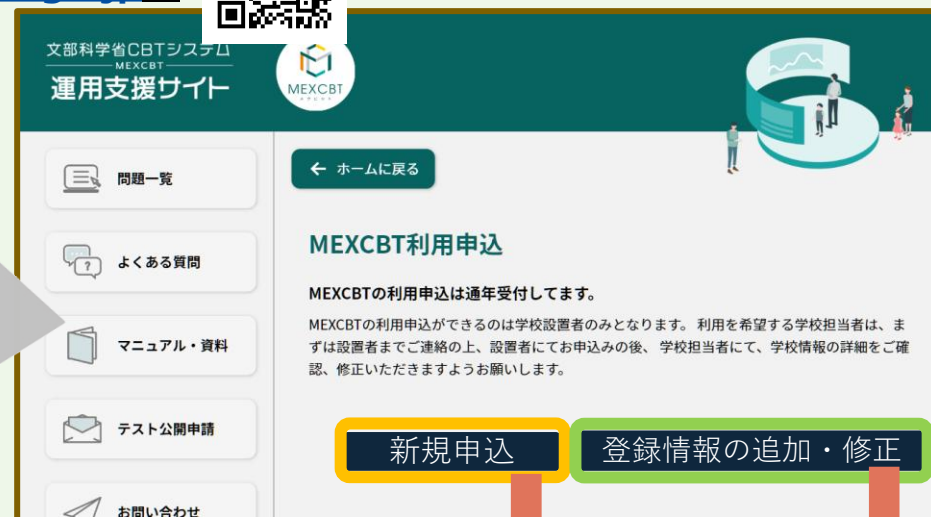 文部科学省CBTシステム
MEXCBT
運用支援サイト
MEXCBT
問題一覧
よくある質問
マニュアル・資料
テスト公開申請
お問い合わせ
← ホームに戻る
MEXCBT利用申込
MEXCBTの利用申込は通年受付してます。
MEXCBTの利用申込ができるのは学校設置者のみとなります。 利用を希望する学校担当者は、ま
ずは設置者までご連絡の上、設置者にてお申込みの後、 学校担当者にて、学校情報の詳細をご確
認、修正いただきますようお願いします。
新規申込
登録情報の追加・修正